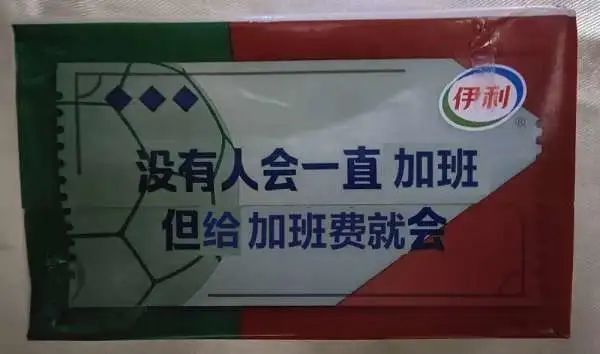 伊利
®
没有人会一直 加班
但给 加班费就会